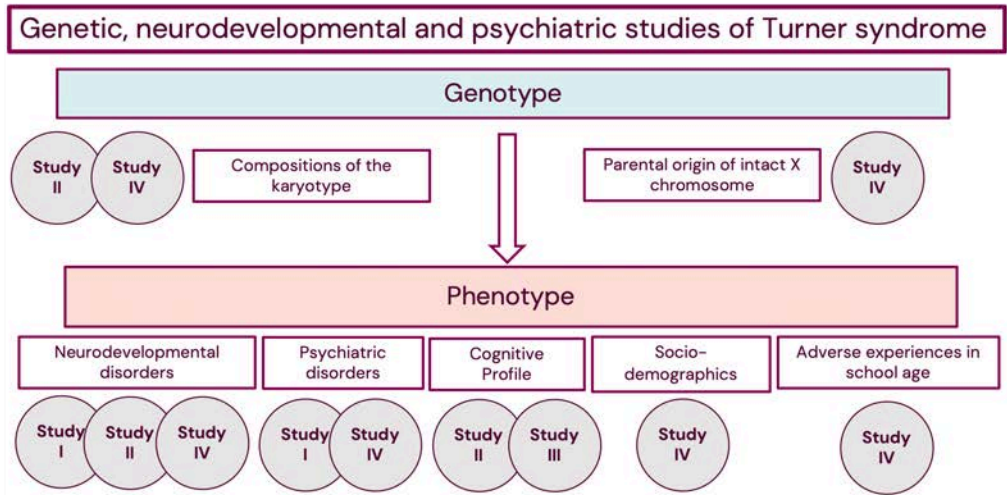 Genetic, neurodevelopmental and psychiatric studies of Turner syndrome
Genotype
Study
II
Study
IV
Compositions of the
karyotype
Parental origin of intact X
chromosome
Study
IV
Phenotype
Neurodevelopmental
disorders
Psychiatric
disorders
Cognitive
Profile
Socio-
demographics
Adverse experiences in
school age
Study
I
Study
II
Study
IV
Study
I
Study
IV
Study
II
Study
III
Study
IV
Study
IV